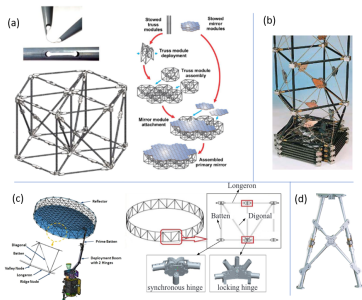 (a)
Stowed
truss
modules
Stowed
mirror
modules
Truss module
deployment
Truss module
assembly
Mirror module
attachment
Assembled
primary mirror
(b)
(c)
Reflector
Prime Batten
Deployment Boom
with 2 Hinges
Diagonal
Batten
Valley Node
Longeron
Ridge Node
Longeron
Batten
Digonal
synchronous hinge
locking hinge
(d)